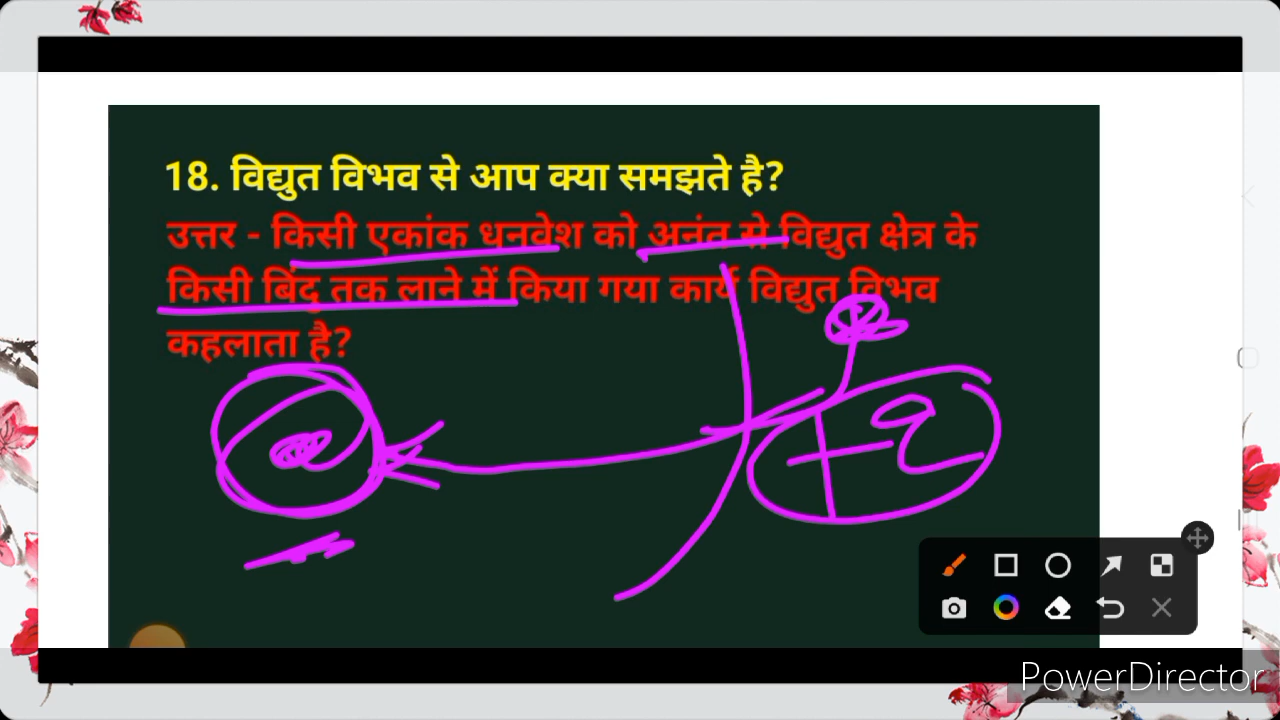 18. विद्युत विभव से आप क्या समझते है?
उत्तर - किसी एकांक धनवेश को अनंत से विद्युत क्षेत्र के
किसी बिंदु तक लाने में किया गया कार्य विद्युत विभव
कहलाता है?
+q
PowerDirector